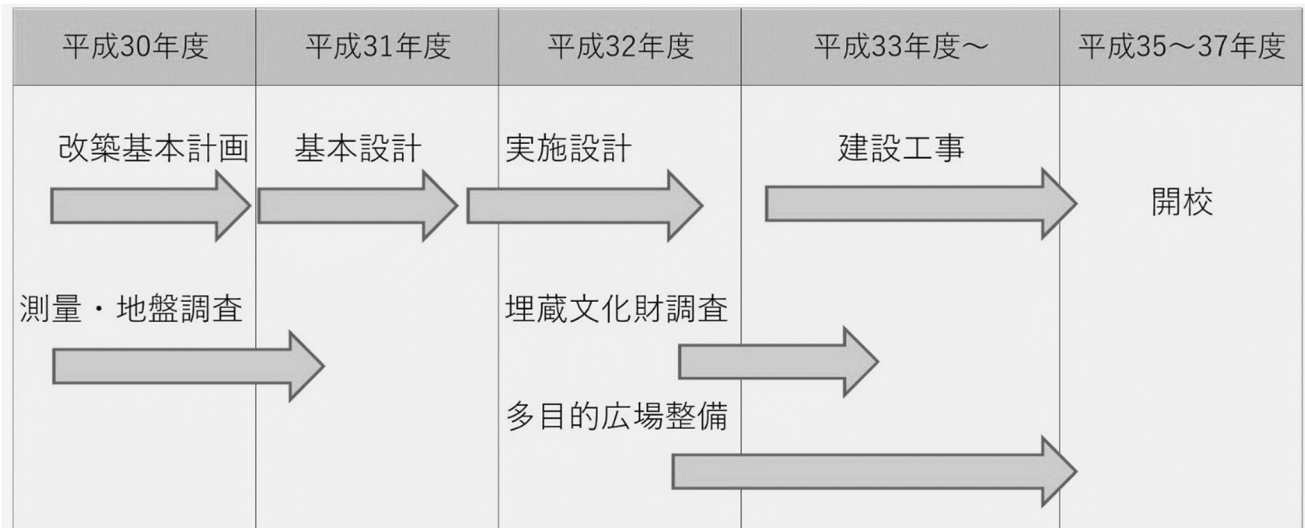 平成30年度
平成31年度
平成32年度
平成33年度～
平成35～37年度
改築基本計画
基本設計
実施設計
建設工事
開校
測量・地盤調査
埋蔵文化財調査
多目的広場整備